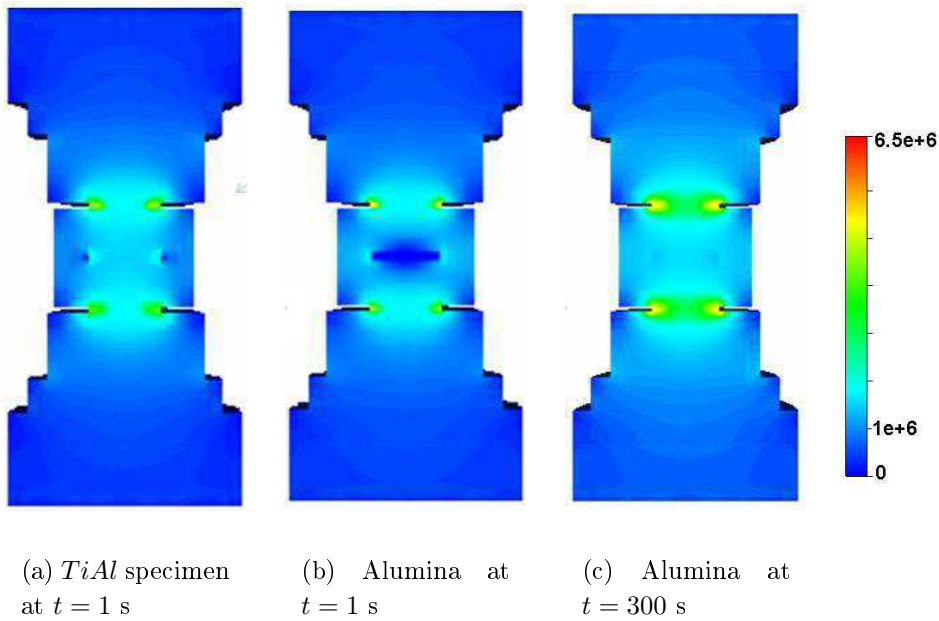 6.5e+6
1e+6
0
(a) TiAl specimen
at t = 1 s
(b) Alumina at
t = 1 s
(c) Alumina at
t = 300 s